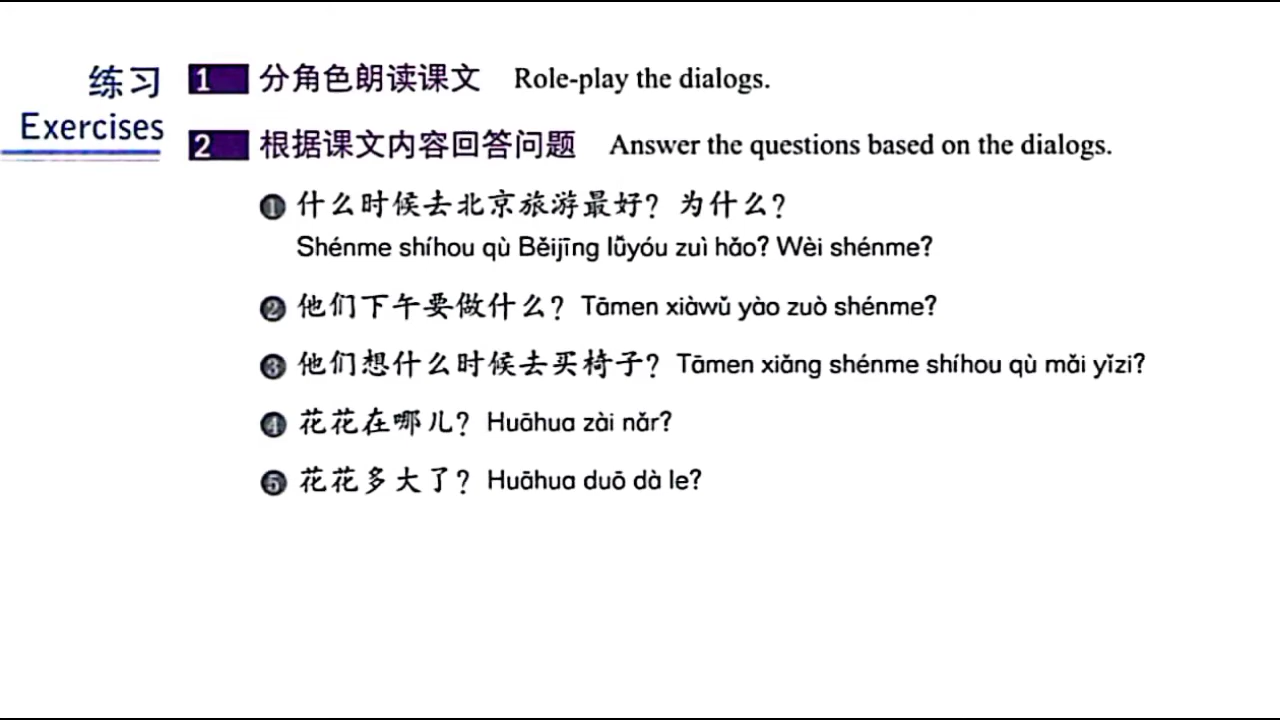 练习
Exercises
1 分角色朗读课文 Role-play the dialogs.
2 根据课文内容回答问题 Answer the questions based on the dialogs.
① 什么时候去北京旅游最好？为什么？
Shénme shíhou qù Běijīng lǚyóu zuì hǎo? Wèi shénme?
② 他们下午要做什么？ Tāmen xiàwǔ yào zuò shénme?
③ 他们想什么时候去买椅子？ Tāmen xiǎng shénme shíhou qù mǎi yǐzi?
④ 花花在哪儿？ Huāhua zài nǎr?
⑤ 花花多大了？ Huāhua duō dà le?